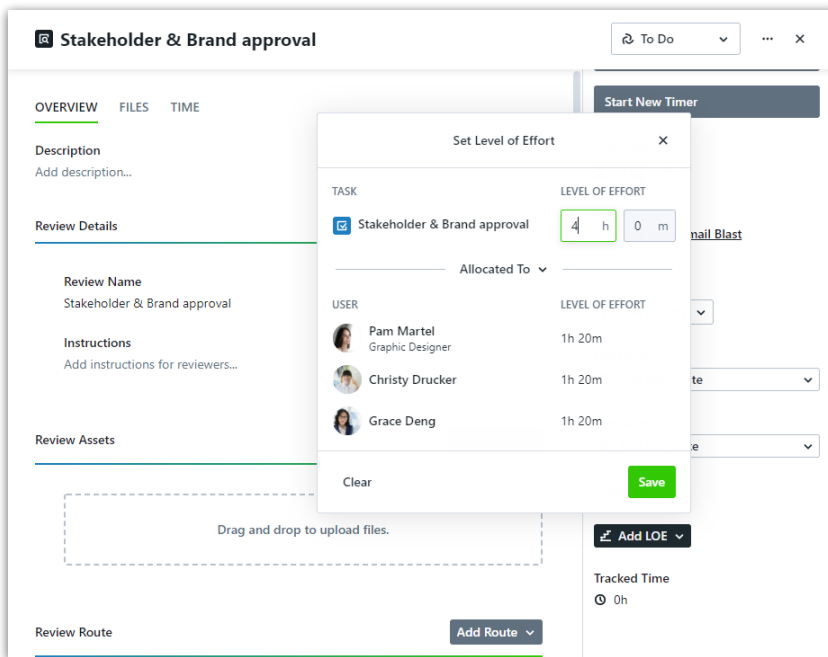 Stakeholder & Brand approval
To Do
OVERVIEW FILES TIME
Start New Timer
Description
Add description...
Review Details
Review Name
Stakeholder & Brand approval
Instructions
Add instructions for reviewers...
Review Assets
Drag and drop to upload files.
Review Route
Add Route
Set Level of Effort
TASK LEVEL OF EFFORT
Stakeholder & Brand approval 4 h 0 m
Allocated To
USER LEVEL OF EFFORT
Pam Martel 1h 20m
Graphic Designer
Christy Drucker 1h 20m
Grace Deng 1h 20m
Clear Save
Blast
Add LOE
Tracked Time
0h